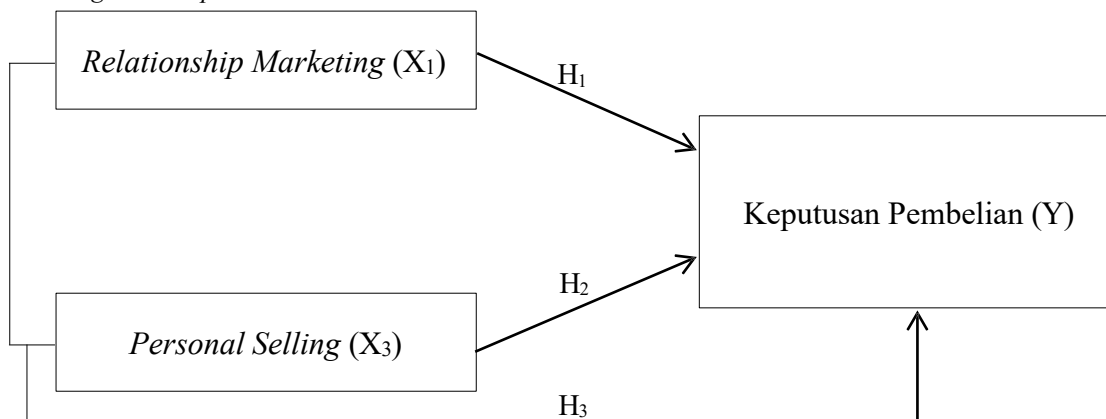 Relationship Marketing (X₁)
H₁
Keputusan Pembelian (Y)
H₂
Personal Selling (X₃)
H₃